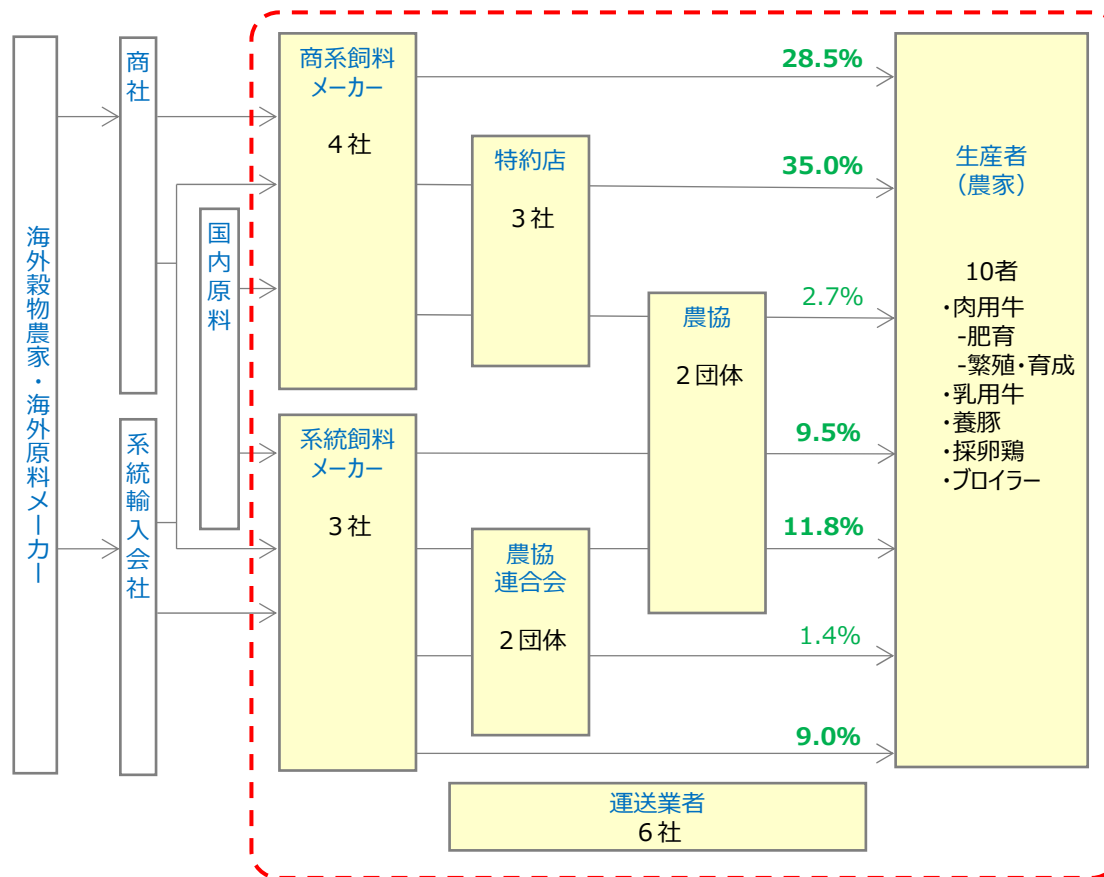 海外穀物農家・海外原料メーカー
商社
系統輸入会社
国内原料
商系飼料
メーカー
４社
系統飼料
メーカー
３社
特約店
３社
農協
連合会
２団体
農協
２団体
28.5%
35.0%
2.7%
9.5%
11.8%
1.4%
9.0%
生産者
（農家）
10者
・肉用牛
-肥育
-繁殖・育成
・乳用牛
・養豚
・採卵鶏
・ブロイラー
運送業者
６社